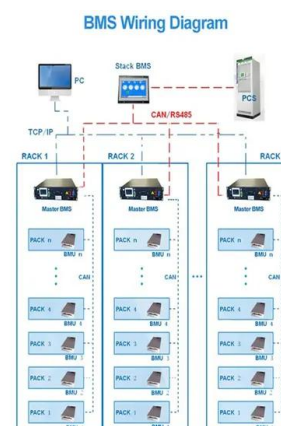 BMS Wiring Diagram
PC
Stack BMS
PCS
CAN/RS485
TCP/IP
RACK 1
RACK 2
RACK
Master BMS
Master BMS
Master BMS
PACK n
BMU n
PACK n
BMU n
PACK n
BMU n
CAN
CAN
CAN
PACK 4
BMU 4
PACK 4
BMU 4
PACK 4
BMU 4
PACK 3
BMU 3
PACK 3
BMU 3
PACK 3
BMU 3
PACK 2
BMU 2
PACK 2
BMU 2
PACK 2
BMU 2
PACK 1
PACK 1
PACK 1